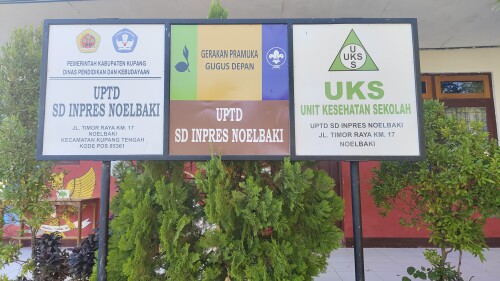 PEMERINTAH KABUPATEN KUPANG
DINAS PENDIDIKAN DAN KEBUDAYAAN
UPTD
SD INPRES NOELBAKI
JL. TIMOR RAYA KM. 17
NOELBAKI
KECAMATAN KUPANG TENGAH
KODE POS 85361
GERAKAN PRAMUKA
GUGUS DEPAN
UPTD
SD INPRES NOELBAKI
U
UKS
S
UKS
UNIT KESEHATAN SEKOLAH
UPTD SD INPRES NOELBAKI
JL. TIMOR RAYA KM. 17
NOELBAKI